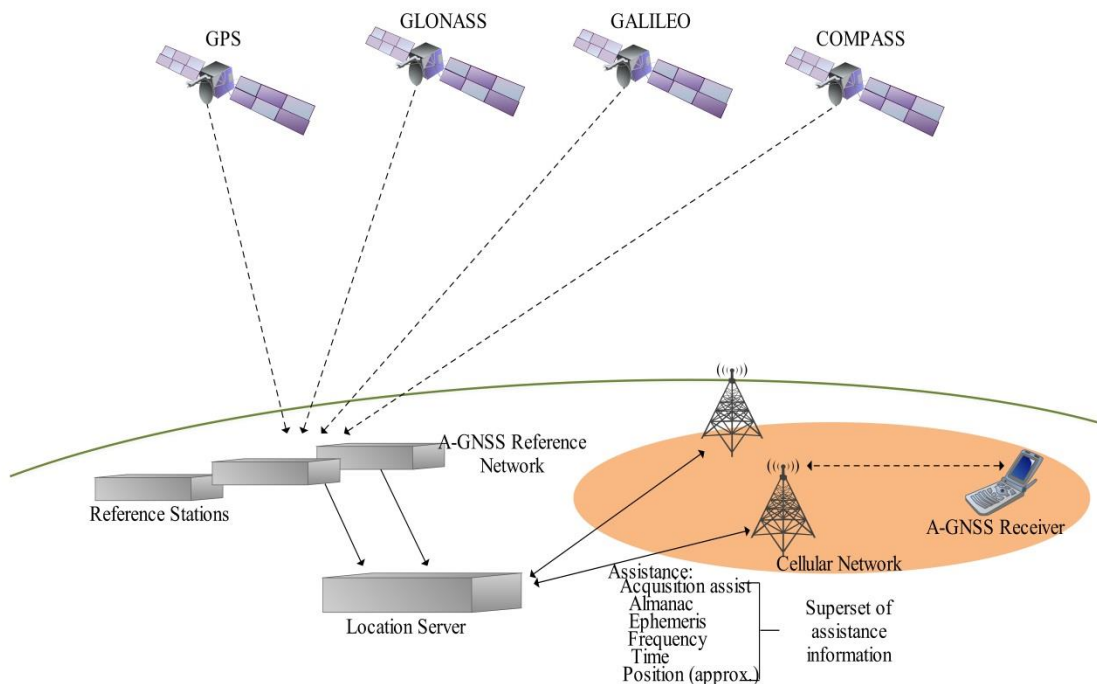 GPS
GLONASS
GALILEO
COMPASS
A-GNSS Reference
Network
Reference Stations
Location Server
A-GNSS Receiver
Cellular Network
Assistance:
Acquisition assist
Almanac
Ephemeris
Frequency
Time
Position (approx.)
Superset of
assistance
information